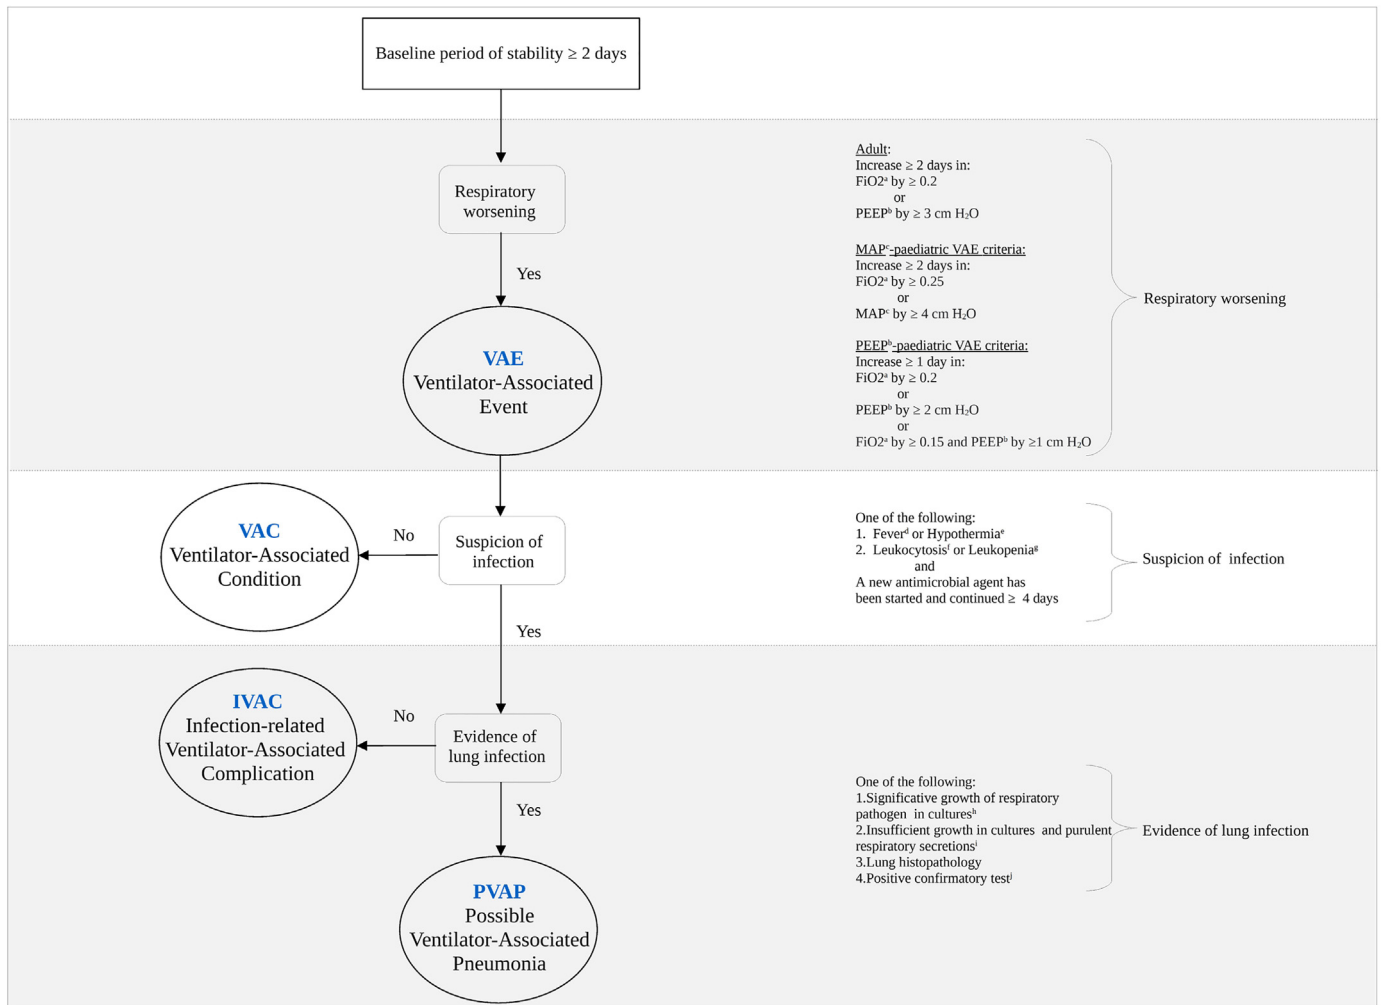 Baseline period of stability ≥ 2 days
Respiratory
worsening
Yes
VAE
Ventilator-Associated
Event
Adult:
Increase ≥ 2 days in:
FiO2ᵃ by ≥ 0.2
or
PEEPᵇ by ≥ 3 cm H₂O
MAPᶜ-paediatric VAE criteria:
Increase ≥ 2 days in:
FiO2ᵃ by ≥ 0.25
or
MAPᶜ by ≥ 4 cm H₂O
PEEPᵇ-paediatric VAE criteria:
Increase ≥ 1 day in:
FiO2ᵃ by ≥ 0.2
or
PEEPᵇ by ≥ 2 cm H₂O
or
FiO2ᵃ by ≥ 0.15 and PEEPᵇ by ≥1 cm H₂O
Respiratory worsening
VAC
Ventilator-Associated
Condition
No
Suspicion of
infection
Yes
One of the following:
1. Feverᵈ or Hypothermiaᵉ
2. Leukocytosisᶠ or Leukopeniaᵍ
and
A new antimicrobial agent has
been started and continued ≥ 4 days
Suspicion of infection
IVAC
Infection-related
Ventilator-Associated
Complication
No
Evidence of
lung infection
Yes
PVAP
Possible
Ventilator-Associated
Pneumonia
One of the following:
1.Significative growth of respiratory
pathogen in culturesʰ
2.Insufficient growth in cultures and purulent
respiratory secretionsⁱ
3.Lung histopathology
4.Positive confirmatory testʲ
Evidence of lung infection